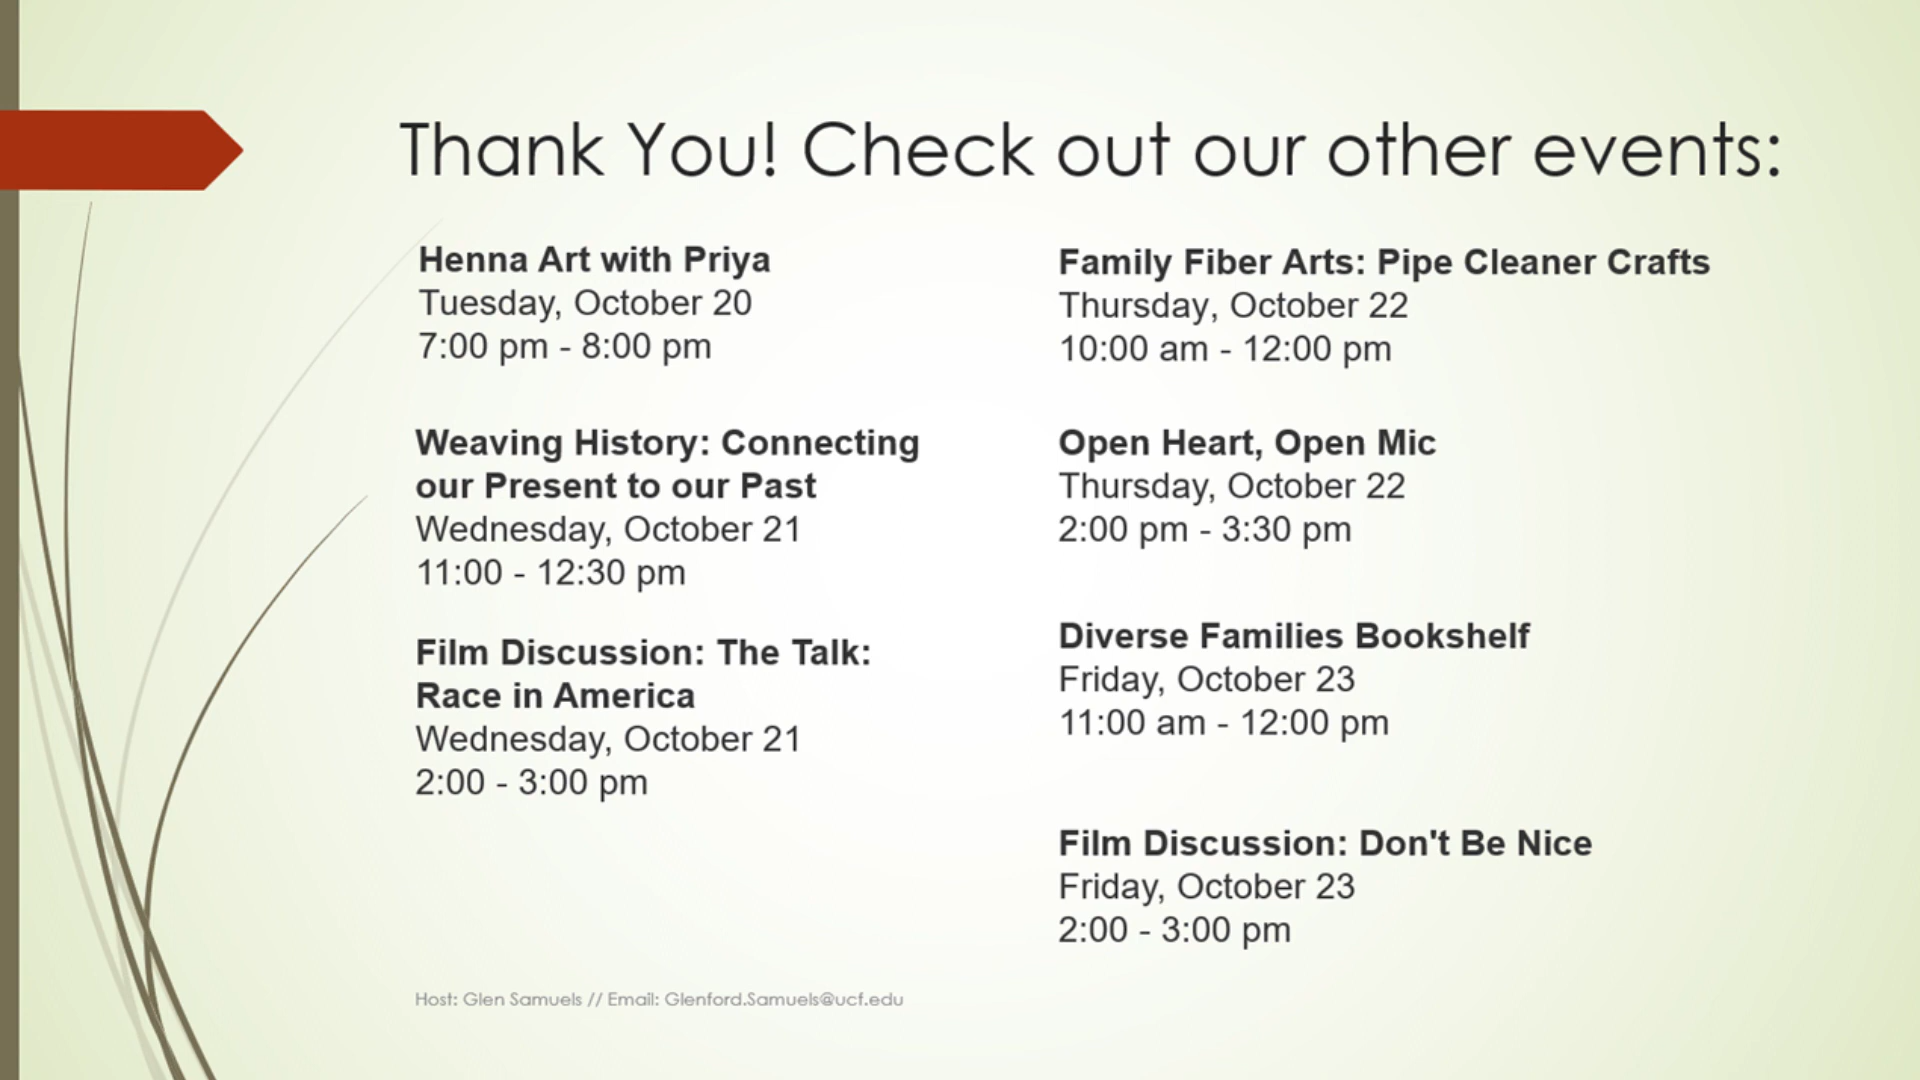 Thank You! Check out our other events:
Henna Art with Priya
Tuesday, October 20
7:00 pm - 8:00 pm
Weaving History: Connecting
our Present to our Past
Wednesday, October 21
11:00 - 12:30 pm
Film Discussion: The Talk:
Race in America
Wednesday, October 21
2:00 - 3:00 pm
Family Fiber Arts: Pipe Cleaner Crafts
Thursday, October 22
10:00 am - 12:00 pm
Open Heart, Open Mic
Thursday, October 22
2:00 pm - 3:30 pm
Diverse Families Bookshelf
Friday, October 23
11:00 am - 12:00 pm
Film Discussion: Don't Be Nice
Friday, October 23
2:00 - 3:00 pm
Host: Glen Samuels // Email: Glenford.Samuels@ucf.edu